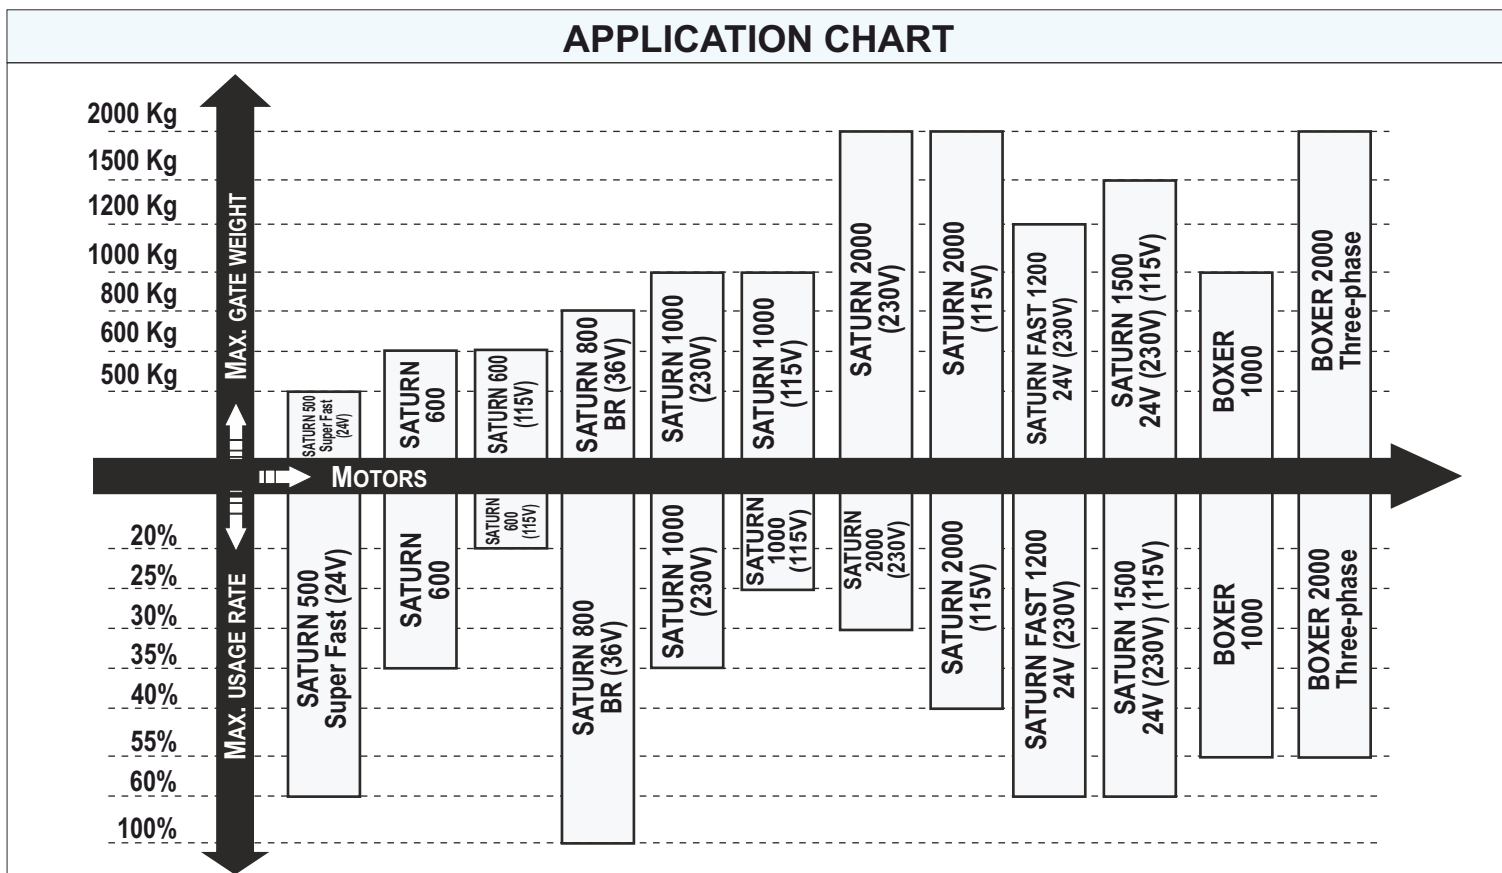 APPLICATION CHART
2000 Kg
1500 Kg
1200 Kg
1000 Kg
800 Kg
600 Kg
500 Kg
MAX. GATE WEIGHT
SATURN 500
Super Fast
(24V)
SATURN
600
SATURN 600
(115V)
SATURN 800
BR (36V)
SATURN 1000
(230V)
SATURN 1000
(115V)
SATURN 2000
(230V)
SATURN 2000
(115V)
SATURN FAST 1200
24V (230V)
SATURN 1500
24V (230V) (115V)
BOXER
1000
BOXER 2000
Three-phase
MOTORS
20%
25%
30%
35%
40%
55%
60%
100%
MAX. USAGE RATE
SATURN 500
Super Fast (24V)
SATURN
600
SATURN
600
(115V)
SATURN 800
BR (36V)
SATURN 1000
(230V)
SATURN
1000
(115V)
SATURN
2000
(230V)
SATURN 2000
(115V)
SATURN FAST 1200
24V (230V)
SATURN 1500
24V (230V) (115V)
BOXER
1000
BOXER 2000
Three-phase